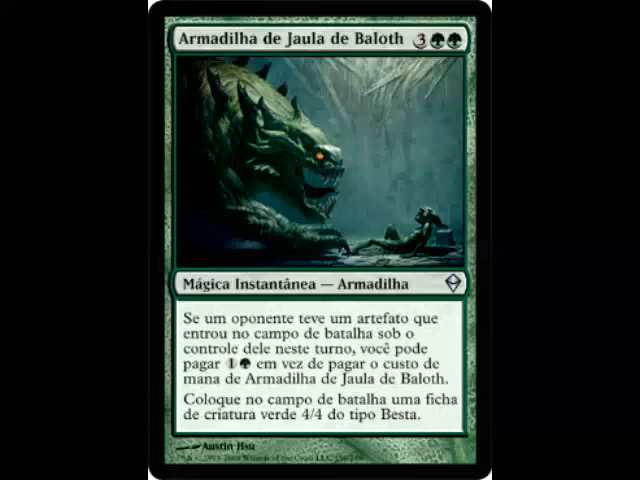 Armadilha de Jaula de Baloth 3
Mágica Instantânea — Armadilha
Se um oponente teve um artefato que
entrou no campo de batalha sob o
controle dele neste turno, você pode
pagar 1 em vez de pagar o custo de
mana de Armadilha de Jaula de Baloth.
Coloque no campo de batalha uma ficha
de criatura verde 4/4 do tipo Besta.
Austin Hsu